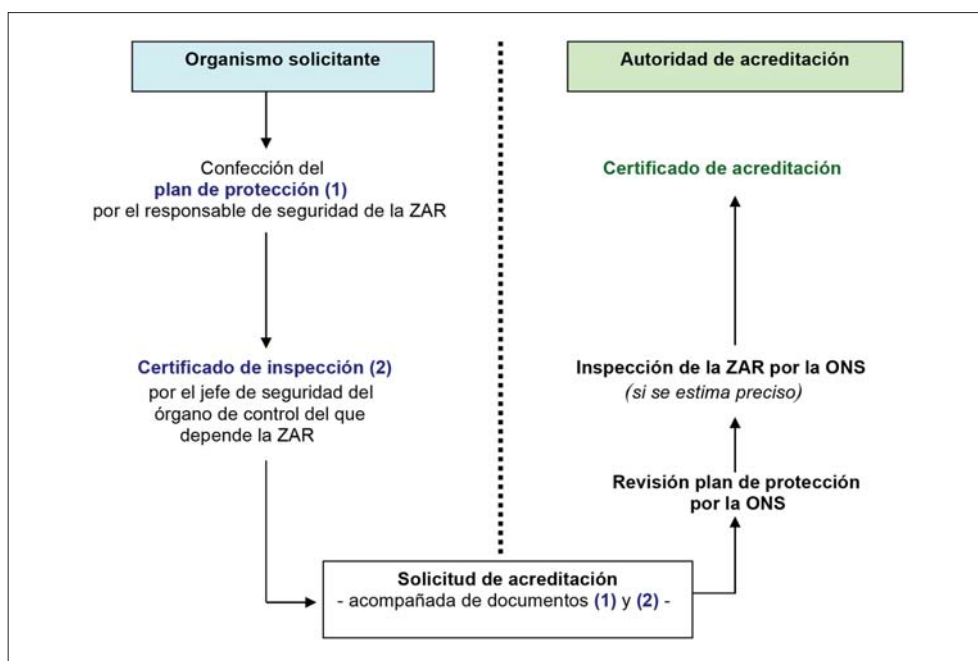 Organismo solicitante
Confección del
plan de protección (1)
por el responsable de seguridad de la ZAR
Certificado de inspección (2)
por el jefe de seguridad del
órgano de control del que
depende la ZAR
Solicitud de acreditación
- acompañada de documentos (1) y (2) -
Autoridad de acreditación
Certificado de acreditación
Inspección de la ZAR por la ONS
(si se estima preciso)
Revisión plan de protección
por la ONS